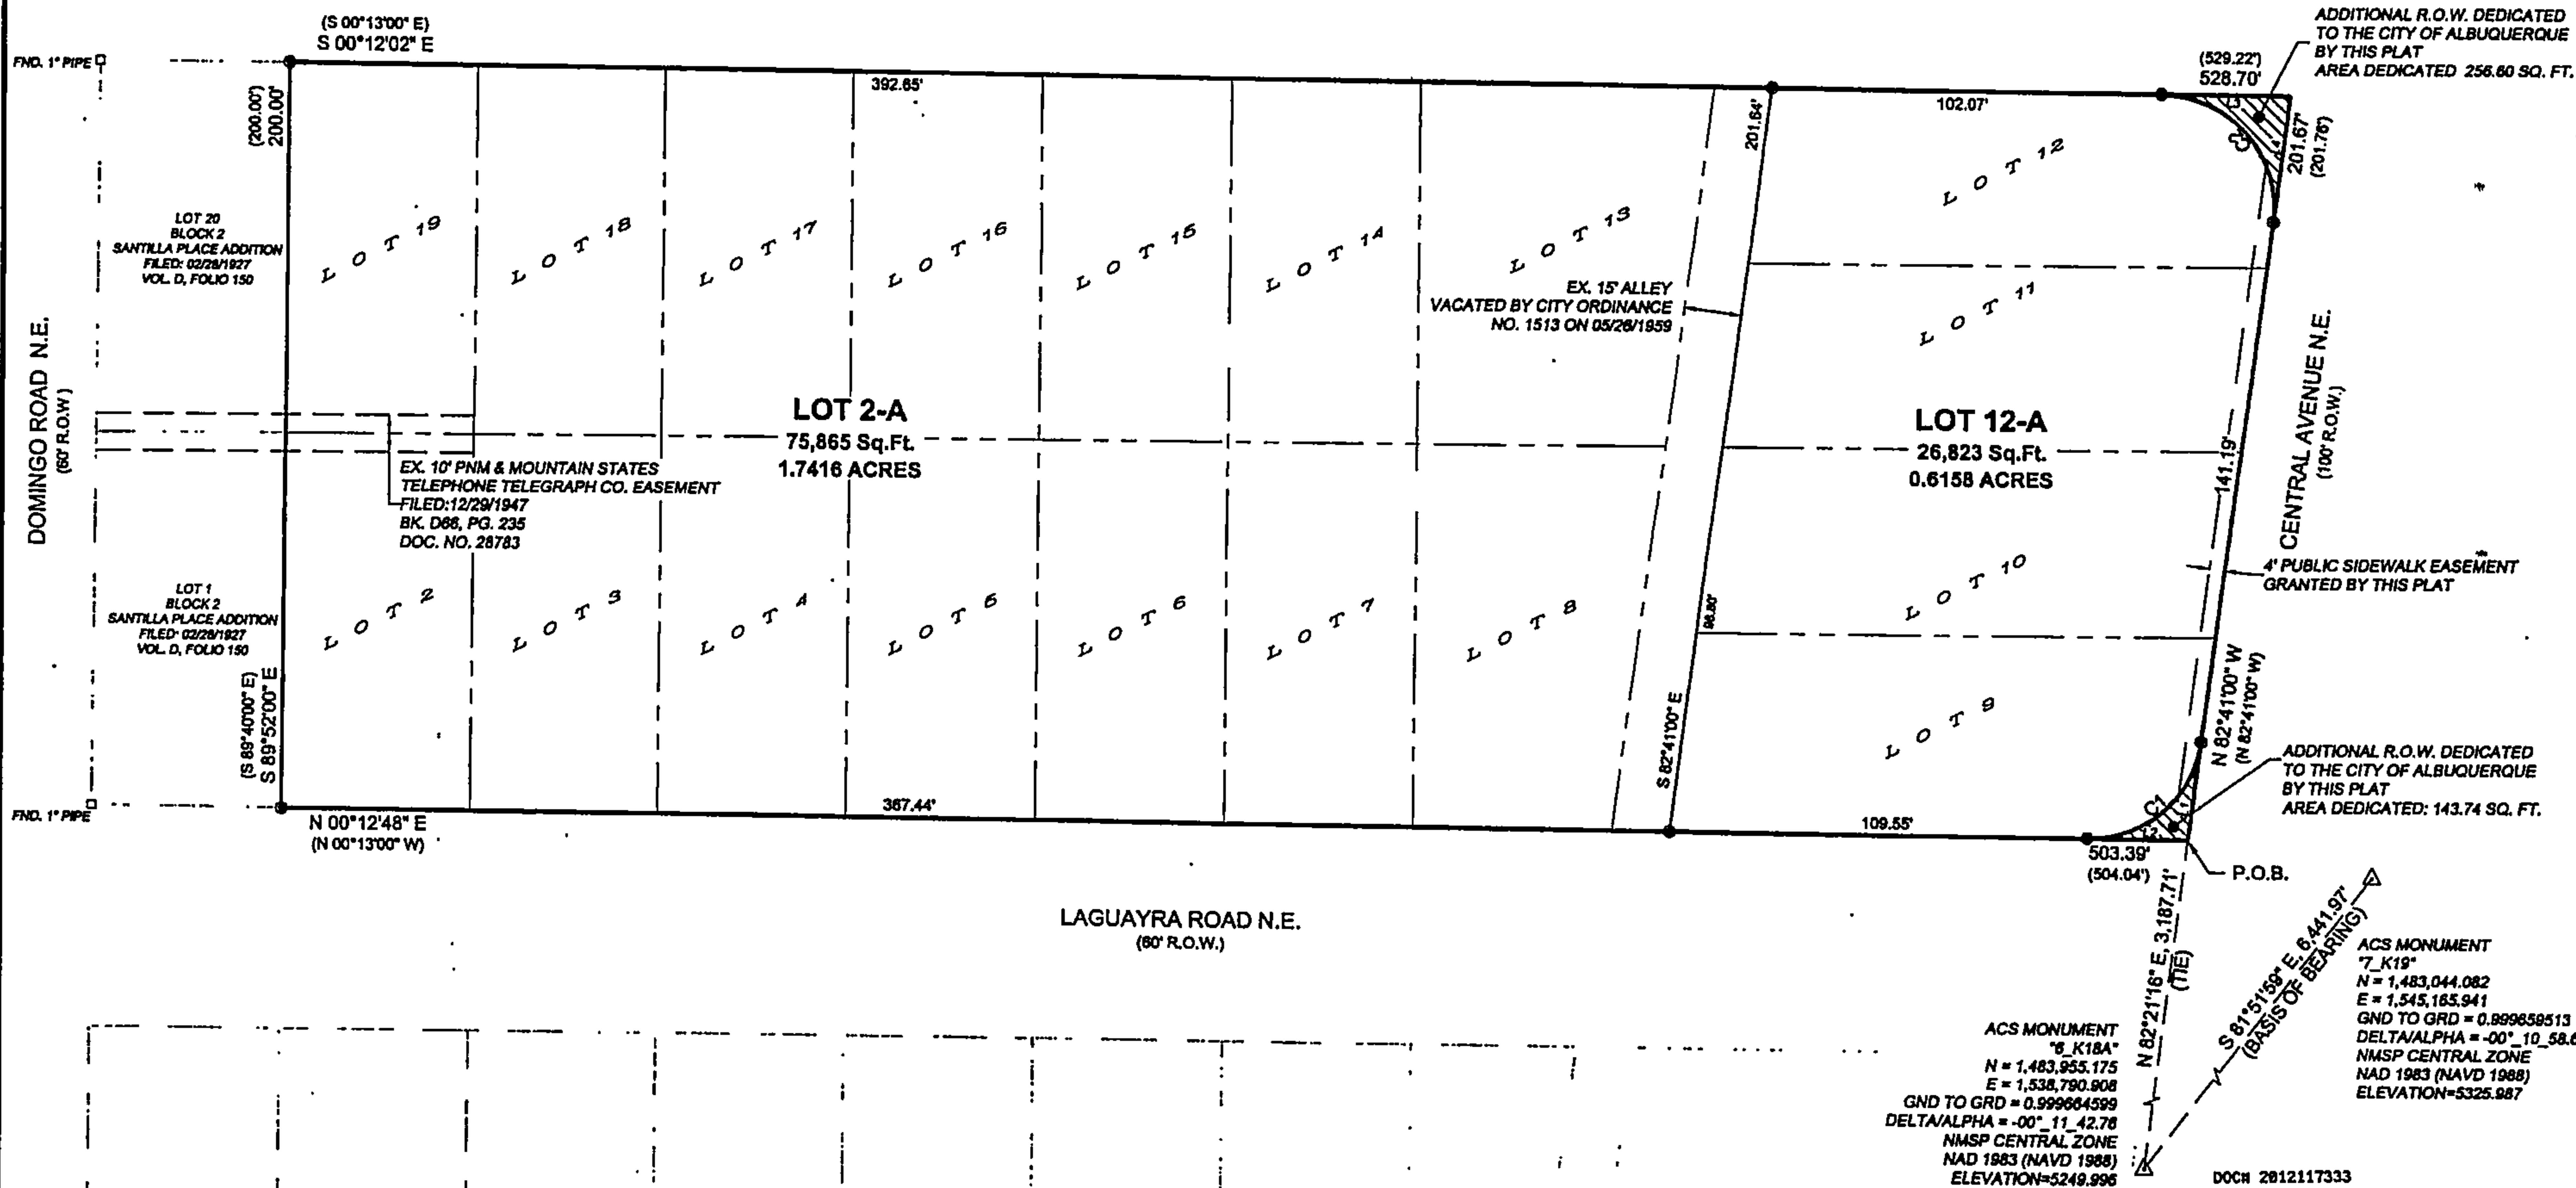 (S 00°13'00" E)
S 00°12'02" E
FND. 1" PIPE
(200.00')
200.00'
392.65'
201.64'
102.07'
(529.22')
528.70'
ADDITIONAL R.O.W. DEDICATED
TO THE CITY OF ALBUQUERQUE
BY THIS PLAT
AREA DEDICATED 256.60 SQ. FT.
L3
L4
C2
201.67'
(201.76')
LOT 20
BLOCK 2
SANTILLA PLACE ADDITION
FILED: 02/28/1927
VOL. D, FOLIO 150
LOT 19
LOT 18
LOT 17
LOT 16
LOT 15
LOT 14
LOT 13
LOT 12
LOT 11
EX. 15' ALLEY
VACATED BY CITY ORDINANCE
NO. 1513 ON 05/26/1959
DOMINGO ROAD N.E.
(60' R.O.W)
CENTRAL AVENUE N.E.
(100' R.O.W.)
LOT 2-A
75,865 Sq.Ft.
1.7416 ACRES
LOT 12-A
26,823 Sq.Ft.
0.6158 ACRES
141.19'
EX. 10' PNM & MOUNTAIN STATES
TELEPHONE TELEGRAPH CO. EASEMENT
FILED:12/29/1947
BK. D66, PG. 235
DOC. NO. 28783
4' PUBLIC SIDEWALK EASEMENT
GRANTED BY THIS PLAT
LOT 1
BLOCK 2
SANTILLA PLACE ADDITION
FILED: 02/28/1927
VOL. D, FOLIO 150
LOT 2
LOT 3
LOT 4
LOT 5
LOT 6
LOT 7
LOT 8
LOT 10
LOT 9
(S 89°40'00" E)
S 89°52'00" E
S 82°41'00" E
N 82°41'00" W
(N 82°41'00" W)
ADDITIONAL R.O.W. DEDICATED
TO THE CITY OF ALBUQUERQUE
BY THIS PLAT
AREA DEDICATED: 143.74 SQ. FT.
C1
L1
L2
FND. 1" PIPE
N 00°12'48" E
(N 00°13'00" W)
367.44'
109.55'
503.39'
(504.04')
P.O.B.
LAGUAYRA ROAD N.E.
(60' R.O.W.)
N 82°21'16" E, 3,187.71'
(TIE)
S 81°51'59" E, 6,441.97'
(BASIS OF BEARING)
ACS MONUMENT
"7_K19"
N = 1,483,044.082
E = 1,545,165.941
GND TO GRD = 0.999659513
DELTA/ALPHA = -00°_10_58.6
NMSP CENTRAL ZONE
NAD 1983 (NAVD 1988)
ELEVATION=5325.987
ACS MONUMENT
"6_K18A"
N = 1,483,955.175
E = 1,538,790.908
GND TO GRD = 0.999664599
DELTA/ALPHA = -00°_11_42.76
NMSP CENTRAL ZONE
NAD 1983 (NAVD 1988)
ELEVATION=5249.996
DOC# 2012117333